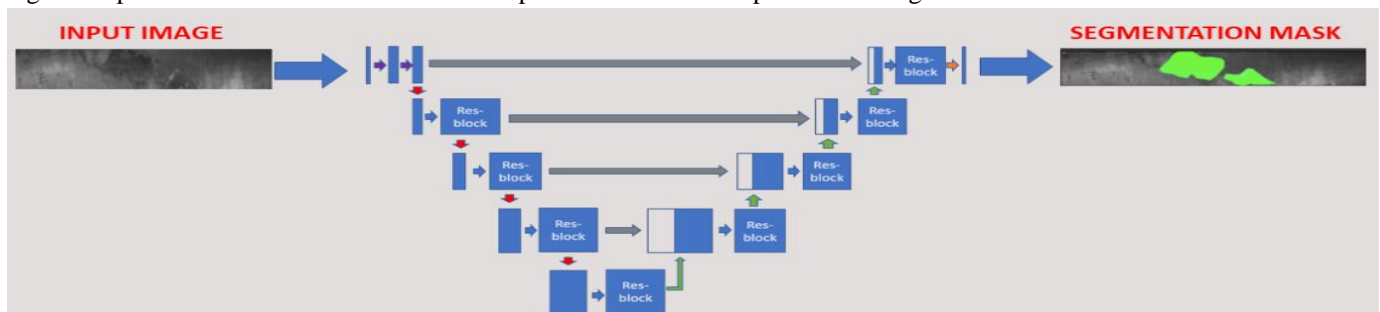 INPUT IMAGE
SEGMENTATION MASK
Res-
block
Res-
block
Res-
block
Res-
block
Res-
block
Res-
block
Res-
block
Res-
block
Res-
block